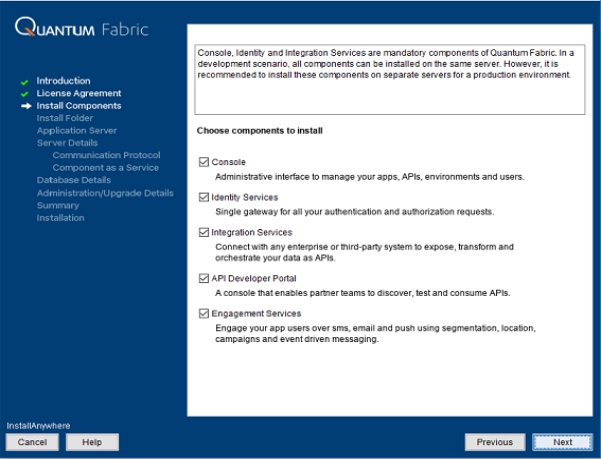 QUANTUM Fabric
Introduction
License Agreement
Install Components
Install Folder
Application Server
Server Details
Communication Protocol
Component as a Service
Database Details
Administration/Upgrade Details
Summary
Installation
Console, Identity and Integration Services are mandatory components of Quantum Fabric. In a
development scenario, all components can be installed on the same server. However, it is
recommended to install these components on separate servers for a production environment.
Choose components to install
Console
Administrative interface to manage your apps, APIs, environments and users.
Identity Services
Single gateway for all your authentication and authorization requests.
Integration Services
Connect with any enterprise or third-party system to expose, transform and
orchestrate your data as APIs.
API Developer Portal
A console that enables partner teams to discover, test and consume APIs.
Engagement Services
Engage your app users over sms, email and push using segmentation, location,
campaigns and event driven messaging.
InstallAnywhere
Cancel Help Previous Next